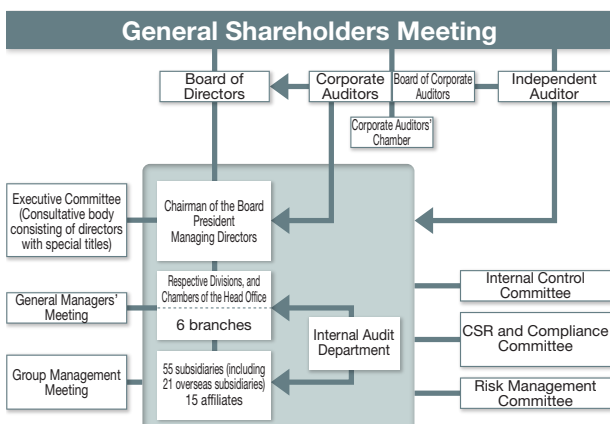 General Shareholders Meeting
Board of
Directors
Corporate
Auditors
Board of Corporate
Auditors
Independent
Auditor
Corporate Auditors'
Chamber
Executive Committee
(Consultative body
consisting of directors
with special titles)
Chairman of the Board
President
Managing Directors
General Managers'
Meeting
Respective Divisions, and
Chambers of the Head Office
6 branches
Internal Audit
Department
Group Management
Meeting
55 subsidiaries (including
21 overseas subsidiaries)
15 affiliates
Internal Control
Committee
CSR and Compliance
Committee
Risk Management
Committee